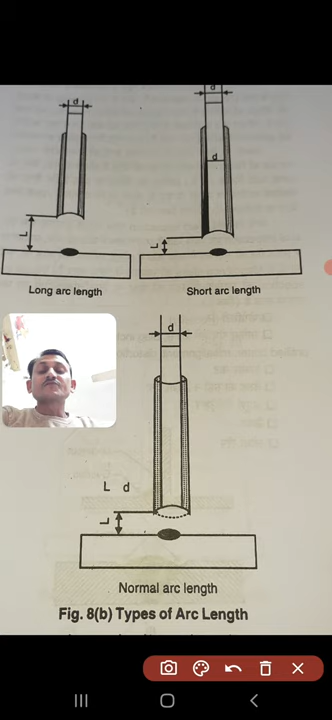 d
d
d
L
L
Long arc length
Short arc length
d
L d
L
Normal arc length
Fig. 8(b) Types of Arc Length